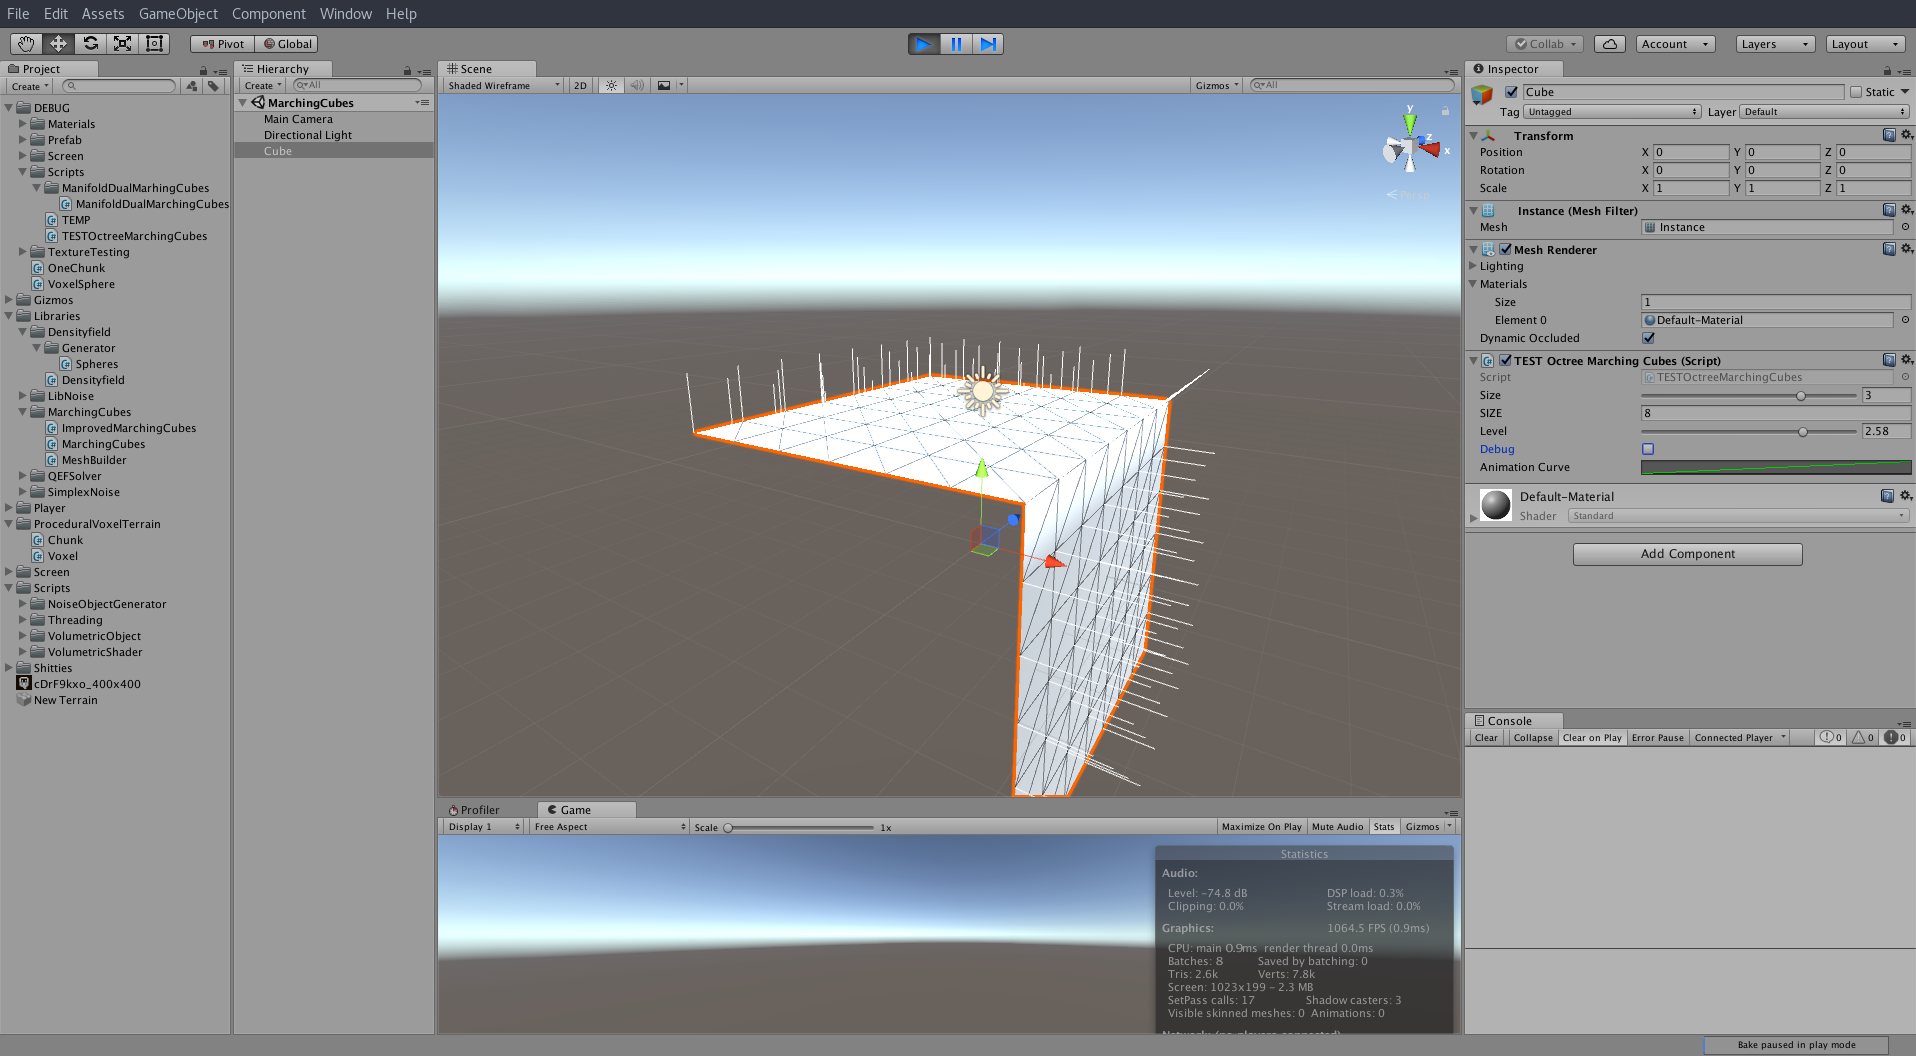 File Edit Assets GameObject Component Window Help
Pivot Global
Collab Account Layers Layout
Project
Create
DEBUG
Materials
Prefab
Screen
Scripts
ManifoldDualMarhingCubes
ManifoldDualMarchingCubes
TEMP
TESTOctreeMarchingCubes
TextureTesting
OneChunk
VoxelSphere
Gizmos
Libraries
Densityfield
Generator
Spheres
Densityfield
LibNoise
MarchingCubes
ImprovedMarchingCubes
MarchingCubes
MeshBuilder
QEFSolver
SimplexNoise
Player
ProceduralVoxelTerrain
Chunk
Voxel
Screen
Scripts
NoiseObjectGenerator
Threading
VolumetricObject
VolumetricShader
Shitties
cDrF9kxo_400x400
New Terrain
Hierarchy
Create All
MarchingCubes
Main Camera
Directional Light
Cube
Scene
Shaded Wireframe 2D Gizmos All
y
z
x
Persp
Profiler Game
Display 1 Free Aspect Scale 1x Maximize On Play Mute Audio Stats Gizmos
Statistics
Audio:
Level: -74.8 dB DSP load: 0.3%
Clipping: 0.0% Stream load: 0.0%
Graphics: 1064.5 FPS (0.9ms)
CPU: main 0.9ms render thread 0.0ms
Batches: 8 Saved by batching: 0
Tris: 2.6k Verts: 7.8k
Screen: 1023x199 - 2.3 MB
SetPass calls: 17 Shadow casters: 3
Visible skinned meshes: 0 Animations: 0
Network: (no players connected)
Inspector
Cube Static
Tag Untagged Layer Default
Transform
Position X 0 Y 0 Z 0
Rotation X 0 Y 0 Z 0
Scale X 1 Y 1 Z 1
Instance (Mesh Filter)
Mesh Instance
Mesh Renderer
Lighting
Materials
Size 1
Element 0 Default-Material
Dynamic Occluded
TEST Octree Marching Cubes (Script)
Script TESTOctreeMarchingCubes
Size 3
SIZE 8
Level 2.58
Debug
Animation Curve
Default-Material
Shader Standard
Add Component
Console
Clear Collapse Clear on Play Error Pause Connected Player 0 0 0
Bake paused in play mode